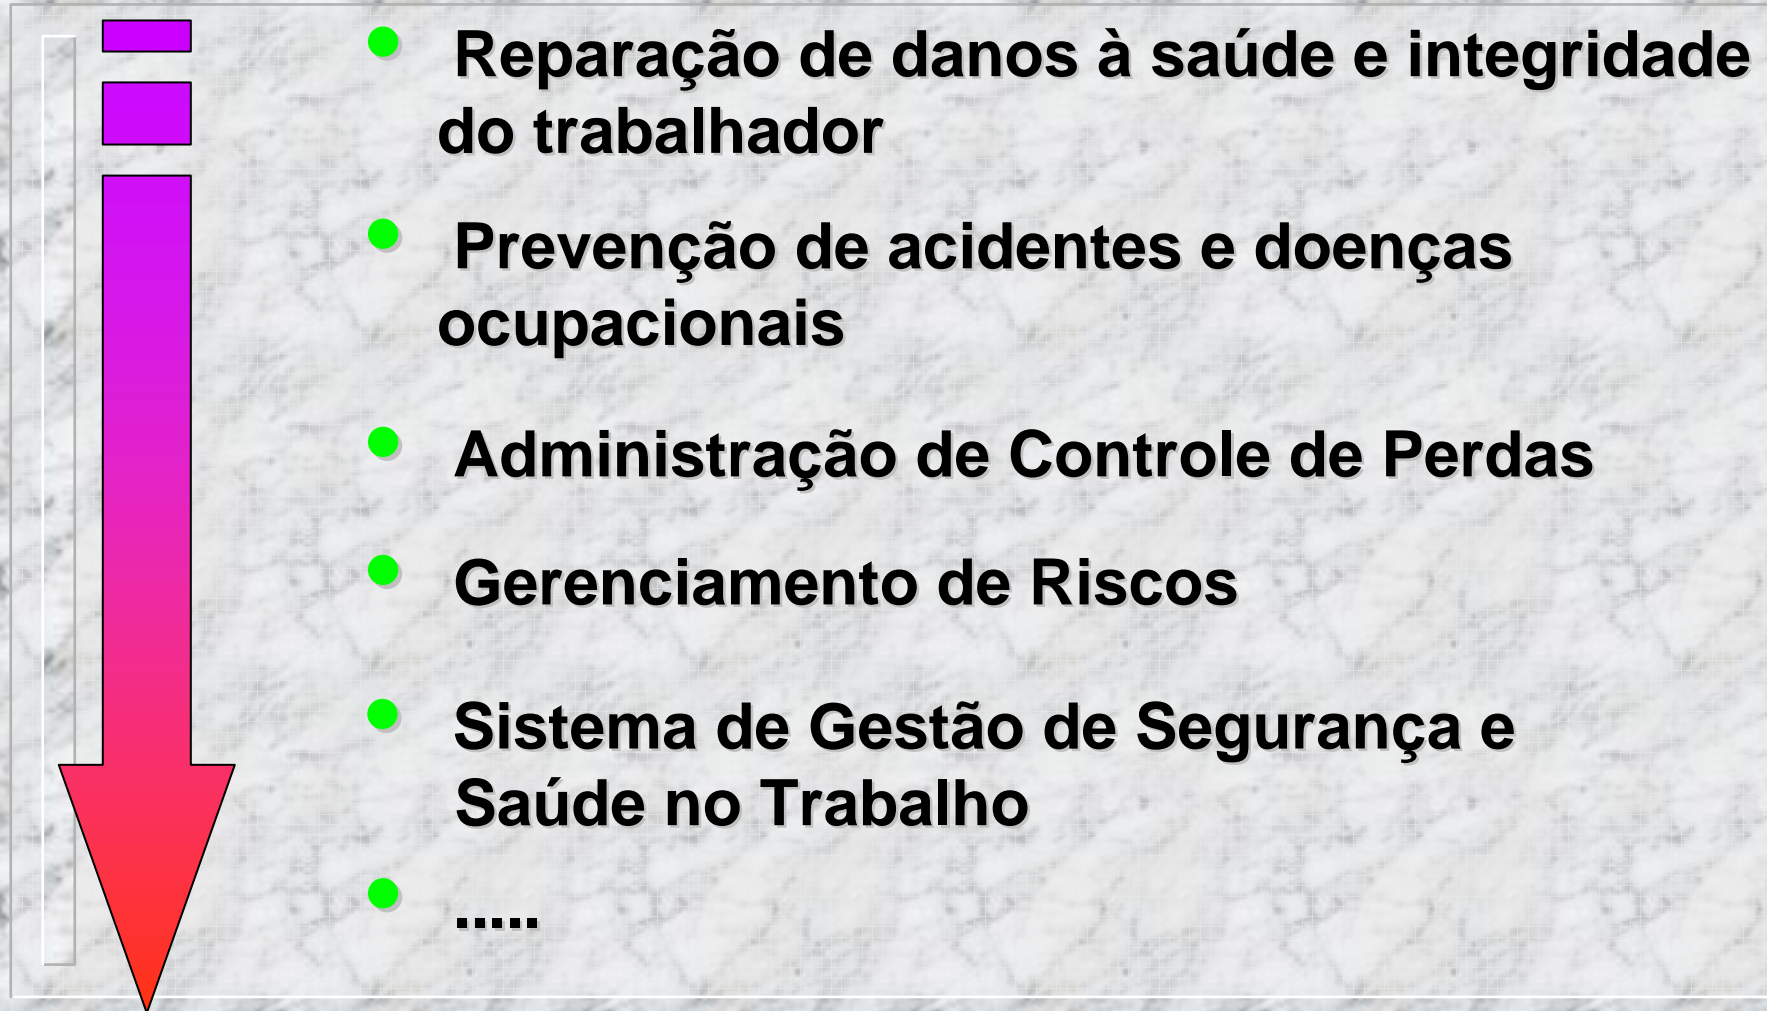 • Reparação de danos à saúde e integridade
do trabalhador
• Prevenção de acidentes e doenças
ocupacionais
• Administração de Controle de Perdas
• Gerenciamento de Riscos
• Sistema de Gestão de Segurança e
Saúde no Trabalho
• .....